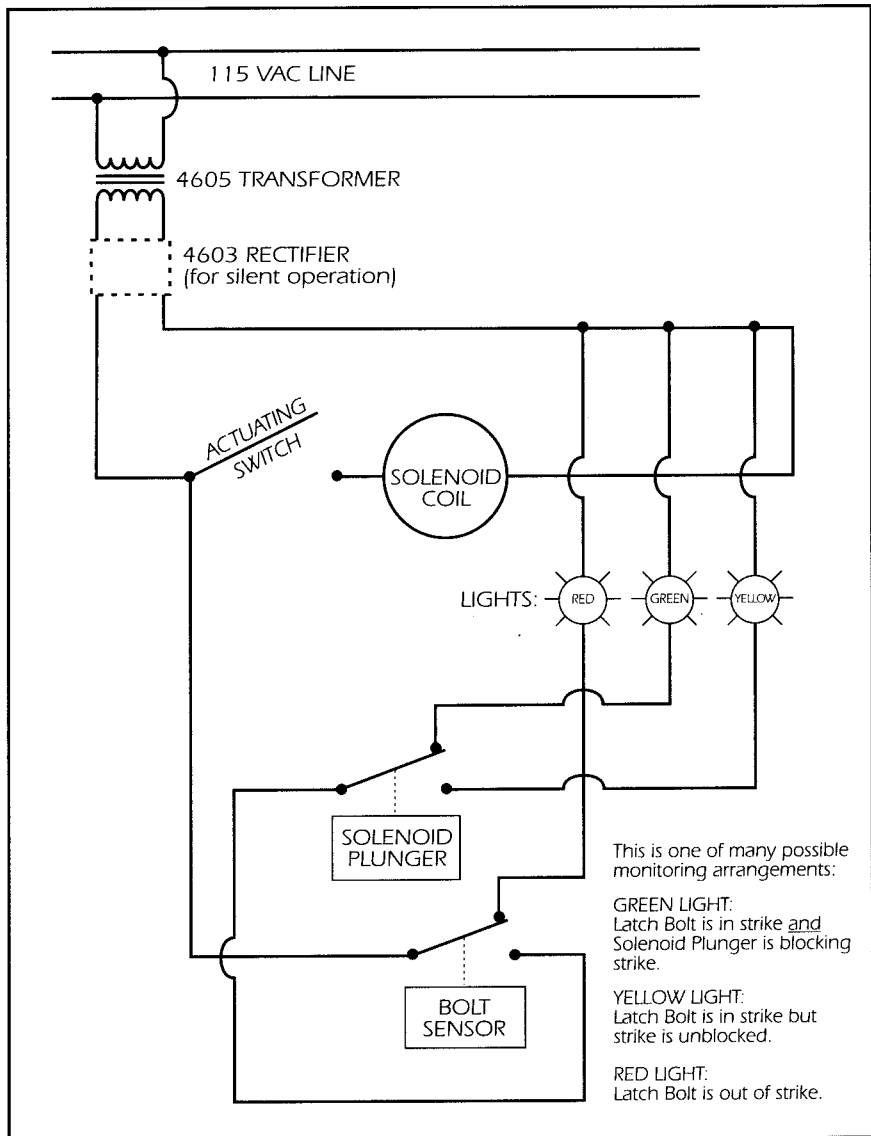 115 VAC LINE
4605 TRANSFORMER
4603 RECTIFIER
(for silent operation)
ACTUATING
SWITCH
SOLENOID
COIL
LIGHTS:
RED
GREEN
YELLOW
SOLENOID
PLUNGER
BOLT
SENSOR
This is one of many possible
monitoring arrangements:
GREEN LIGHT:
Latch Bolt is in strike and
Solenoid Plunger is blocking
strike.
YELLOW LIGHT:
Latch Bolt is in strike but
strike is unblocked.
RED LIGHT:
Latch Bolt is out of strike.